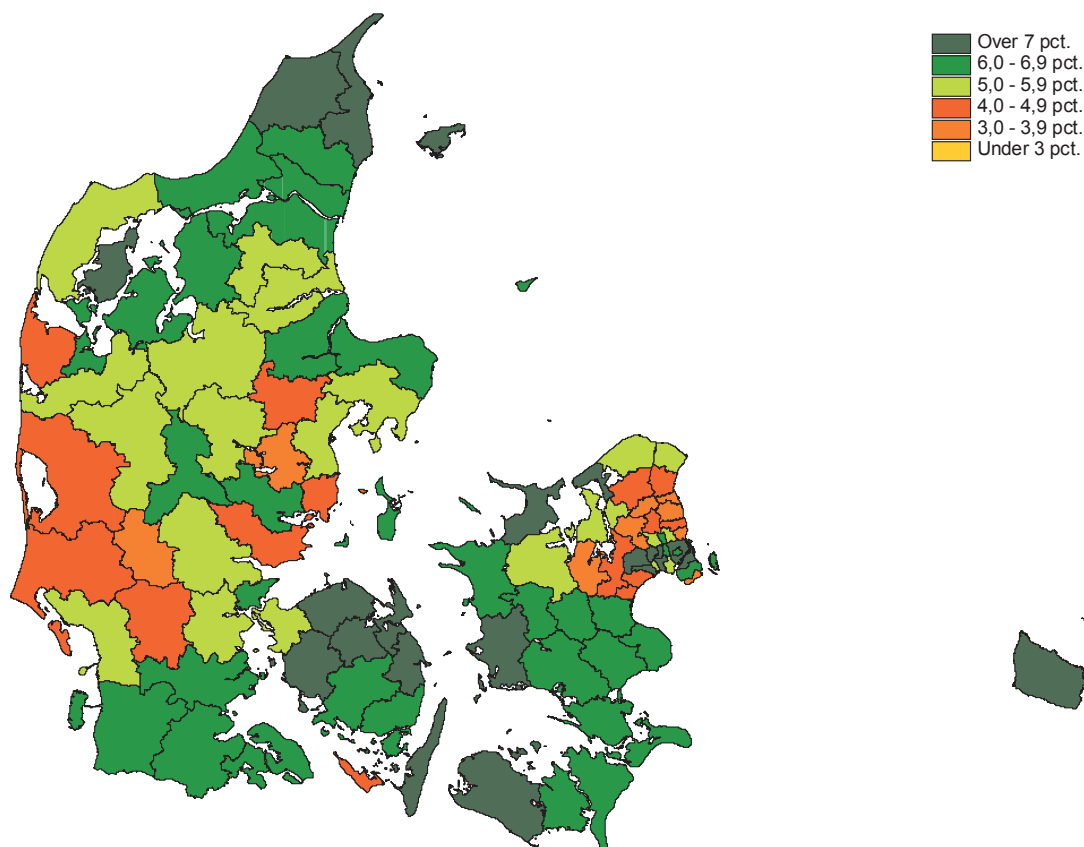 Over 7 pct.
6,0 - 6,9 pct.
5,0 - 5,9 pct.
4,0 - 4,9 pct.
3,0 - 3,9 pct.
Under 3 pct.